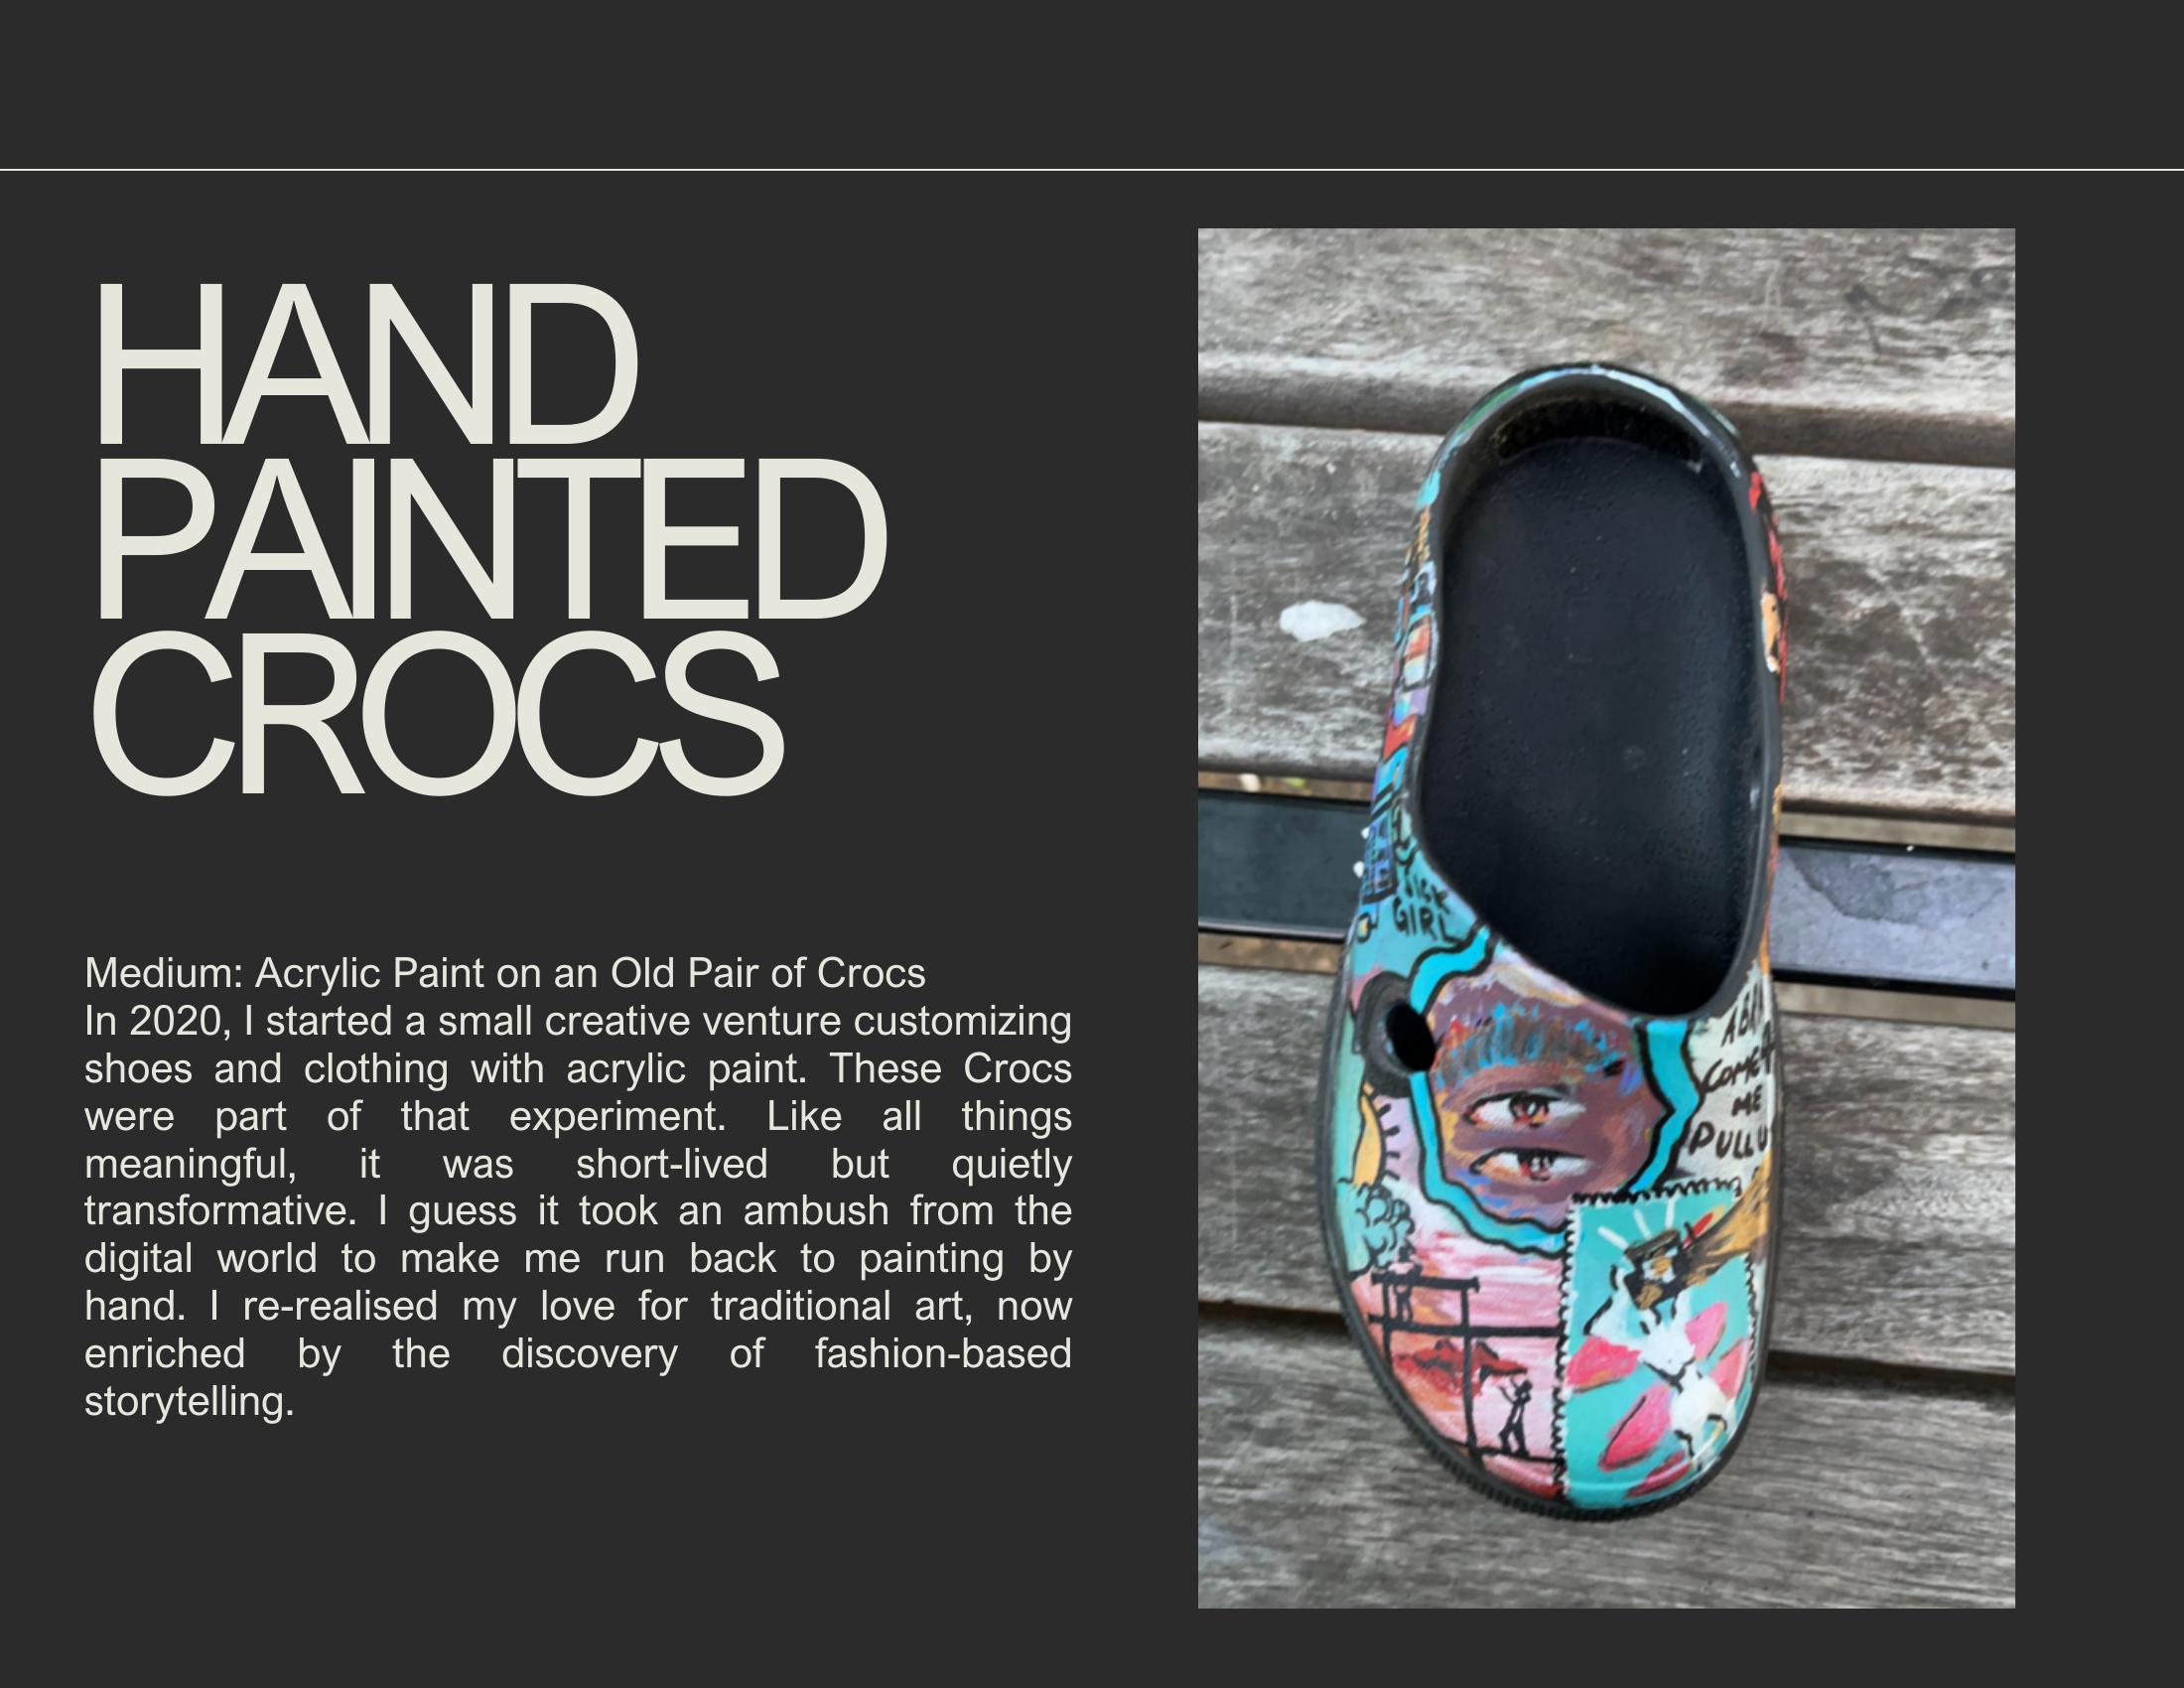 HAND
PAINTED
CROCS
Medium: Acrylic Paint on an Old Pair of Crocs
In 2020, I started a small creative venture customizing
shoes and clothing with acrylic paint. These Crocs
were part of that experiment. Like all things
meaningful, it was short-lived but quietly
transformative. I guess it took an ambush from the
digital world to make me run back to painting by
hand. I re-realised my love for traditional art, now
enriched by the discovery of fashion-based
storytelling.
GIRL
COME
ME
PULL